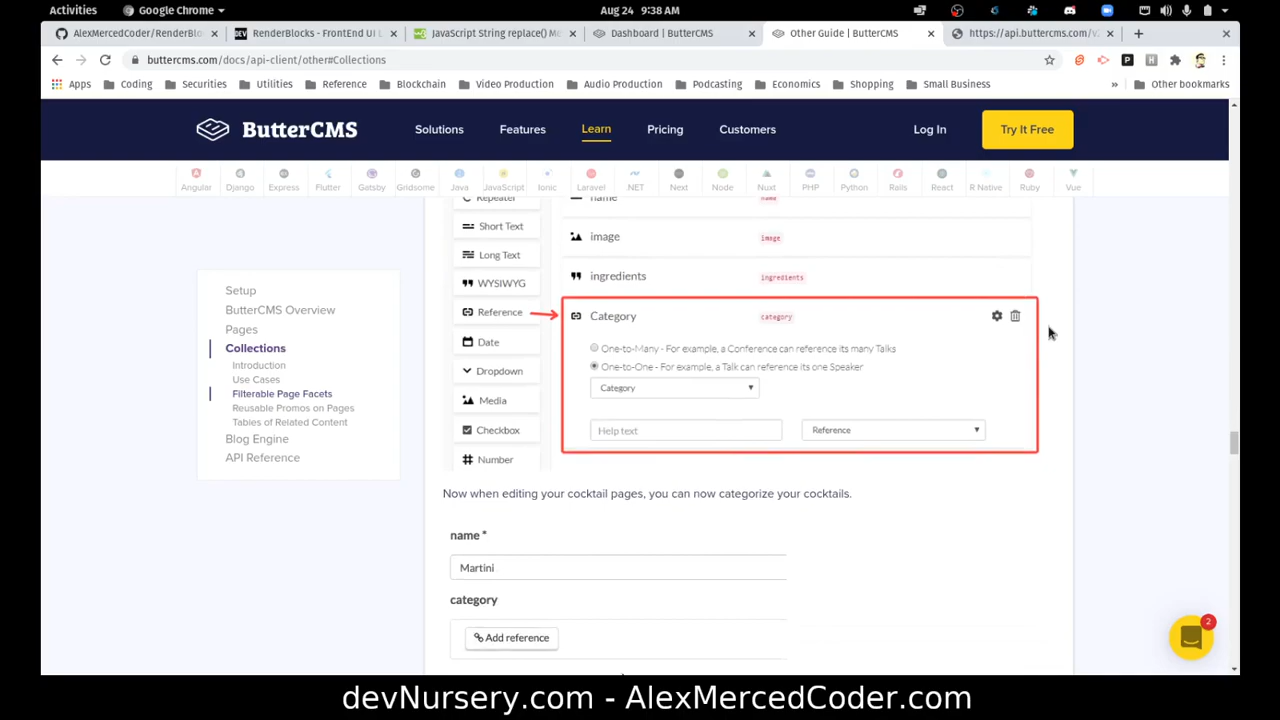 Activities
Google Chrome
Aug 24 9:38 AM
AlexMercedCoder/RenderBlo
RenderBlocks - FrontEnd UI L
JavaScript String replace() Me
Dashboard | ButterCMS
Other Guide | ButterCMS
https://api.buttercms.com/v
buttercms.com/docs/api-client/other#Collections
Apps
Coding
Securities
Utilities
Reference
Blockchain
Video Production
Audio Production
Podcasting
Economics
Shopping
Small Business
»
Other bookmarks
ButterCMS
Solutions
Features
Learn
Pricing
Customers
Log In
Try It Free
Angular
Django
Express
Flutter
Gatsby
Gridsome
Java
JavaScript
Ionic
Laravel
.NET
Next
Node
Nuxt
PHP
Python
Rails
React
R Native
Ruby
Vue
Setup
ButterCMS Overview
Pages
Collections
Introduction
Use Cases
Filterable Page Facets
Reusable Promos on Pages
Tables of Related Content
Blog Engine
API Reference
Repeater
Short Text
Long Text
WYSIWYG
Reference
Date
Dropdown
Media
Checkbox
Number
name name
image image
ingredients ingredients
Category category
One-to-Many - For example, a Conference can reference its many Talks
One-to-One - For example, a Talk can reference its one Speaker
Category
Help text
Reference
Now when editing your cocktail pages, you can now categorize your cocktails.
name *
Martini
category
Add reference
2
devNursery.com - AlexMercedCoder.com